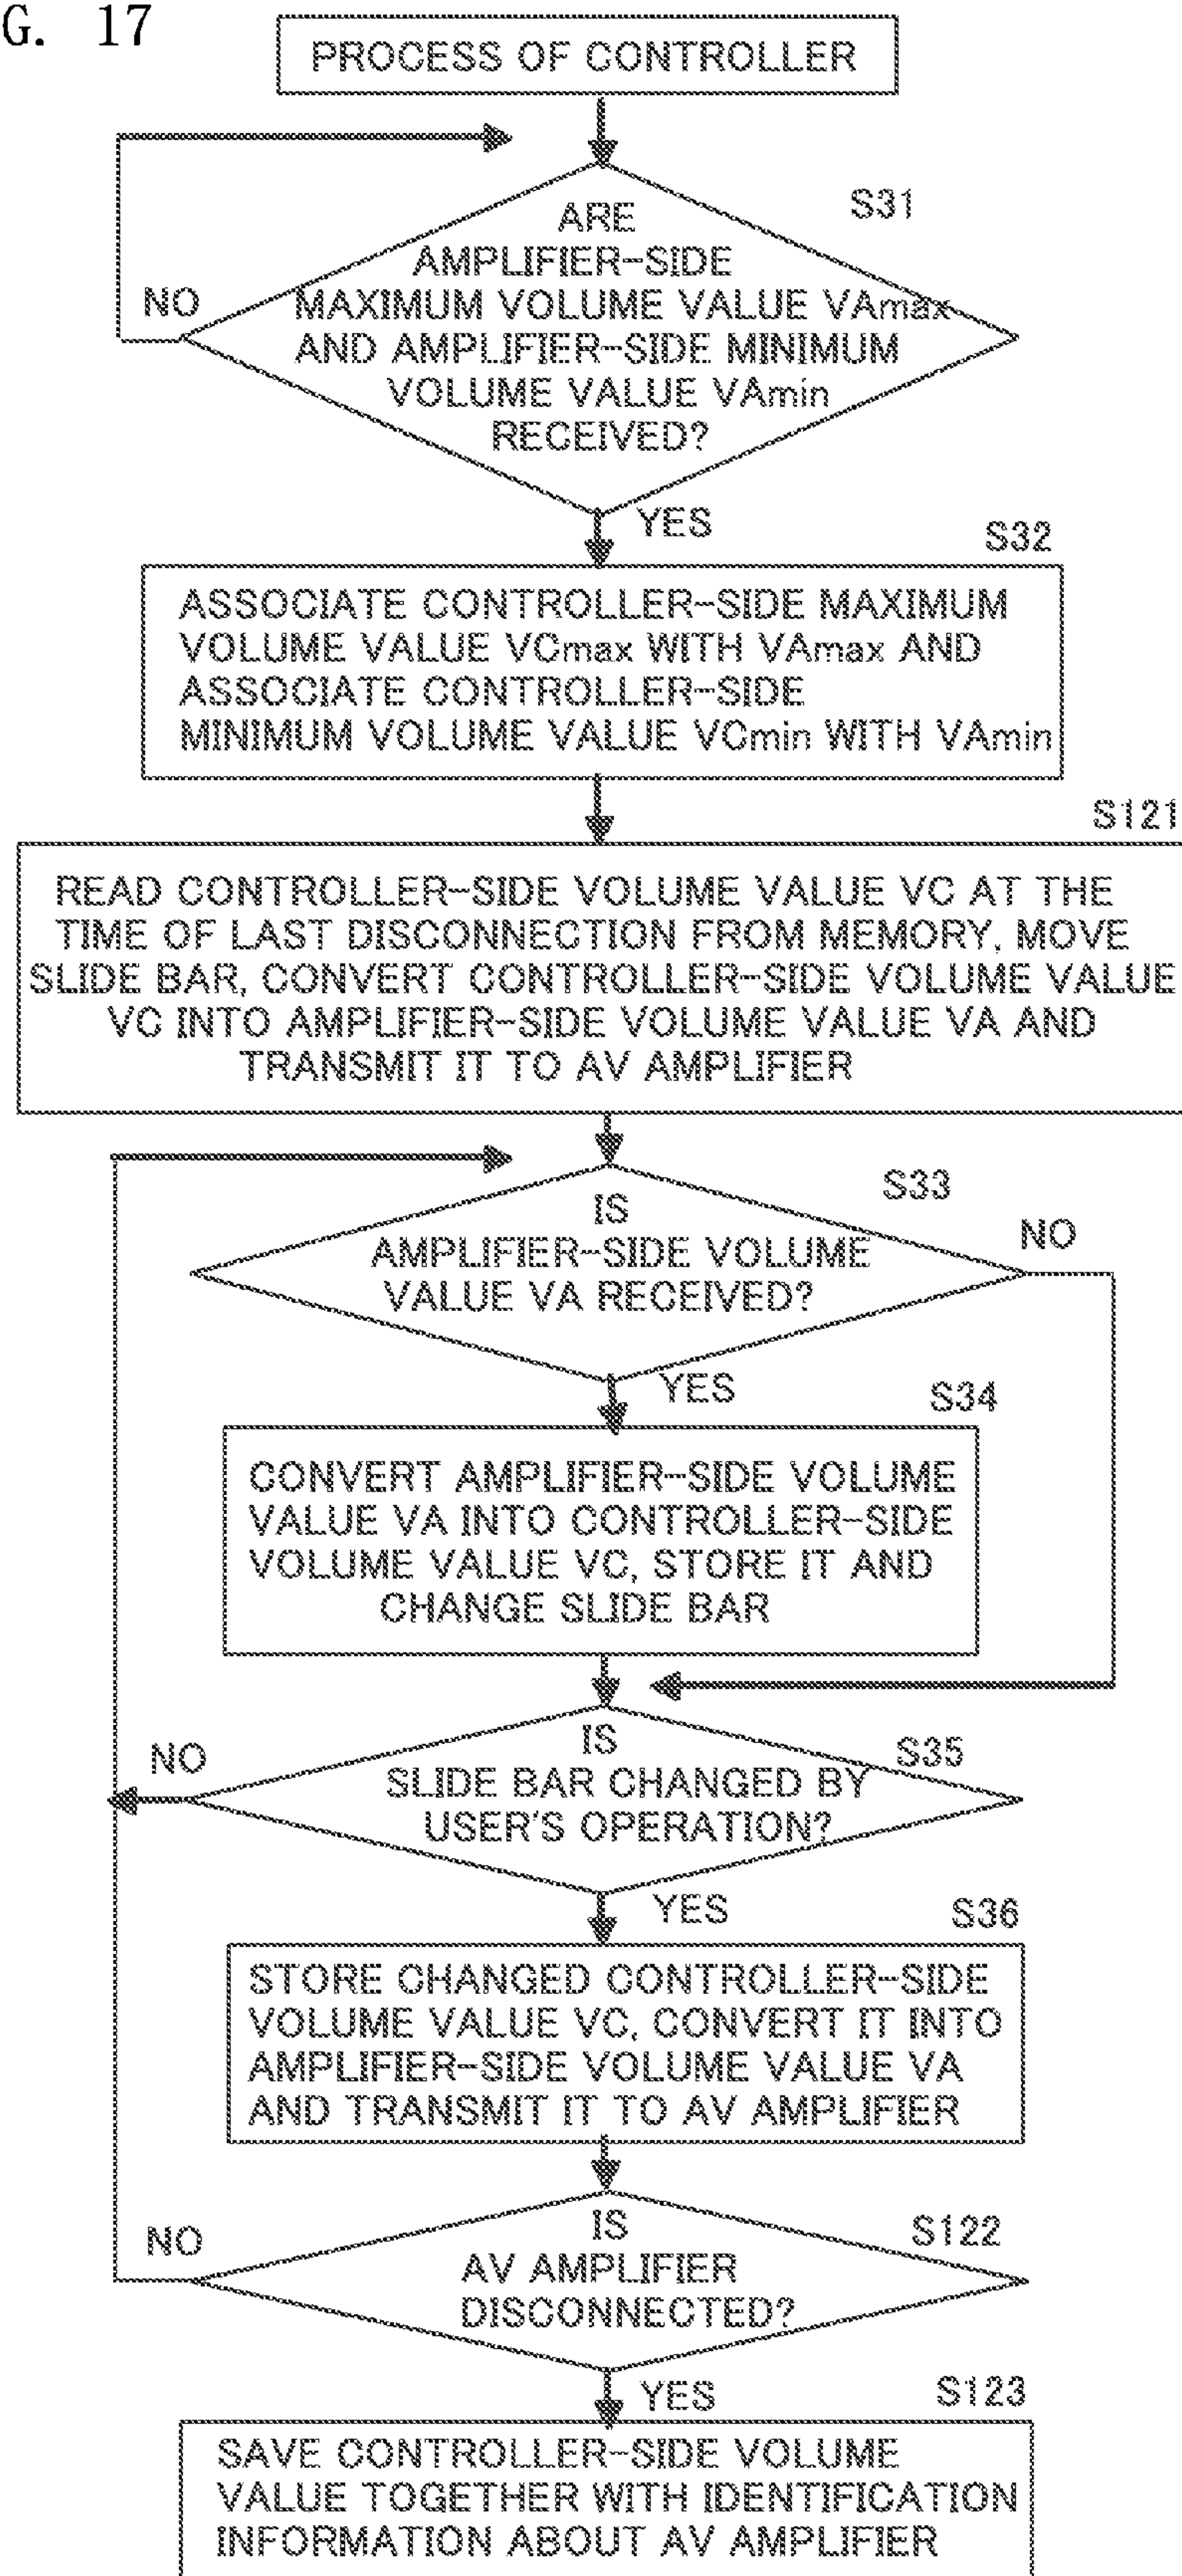 G. 17
PROCESS OF CONTROLLER
S31
ARE
AMPLIFIER-SIDE
MAXIMUM VOLUME VALUE VAmax
AND AMPLIFIER-SIDE MINIMUM
VOLUME VALUE VAmin
RECEIVED?
NO
YES
S32
ASSOCIATE CONTROLLER-SIDE MAXIMUM
VOLUME VALUE VCmax WITH VAmax AND
ASSOCIATE CONTROLLER-SIDE
MINIMUM VOLUME VALUE VCmin WITH VAmin
S121
READ CONTROLLER-SIDE VOLUME VALUE VC AT THE
TIME OF LAST DISCONNECTION FROM MEMORY, MOVE
SLIDE BAR, CONVERT CONTROLLER-SIDE VOLUME VALUE
VC INTO AMPLIFIER-SIDE VOLUME VALUE VA AND
TRANSMIT IT TO AV AMPLIFIER
S33
IS
AMPLIFIER-SIDE VOLUME
VALUE VA RECEIVED?
NO
YES
S34
CONVERT AMPLIFIER-SIDE VOLUME
VALUE VA INTO CONTROLLER-SIDE
VOLUME VALUE VC, STORE IT AND
CHANGE SLIDE BAR
NO
S35
IS
SLIDE BAR CHANGED BY
USER'S OPERATION?
YES
S36
STORE CHANGED CONTROLLER-SIDE
VOLUME VALUE VC, CONVERT IT INTO
AMPLIFIER-SIDE VOLUME VALUE VA
AND TRANSMIT IT TO AV AMPLIFIER
NO
S122
IS
AV AMPLIFIER
DISCONNECTED?
YES
S123
SAVE CONTROLLER-SIDE VOLUME
VALUE TOGETHER WITH IDENTIFICATION
INFORMATION ABOUT AV AMPLIFIER